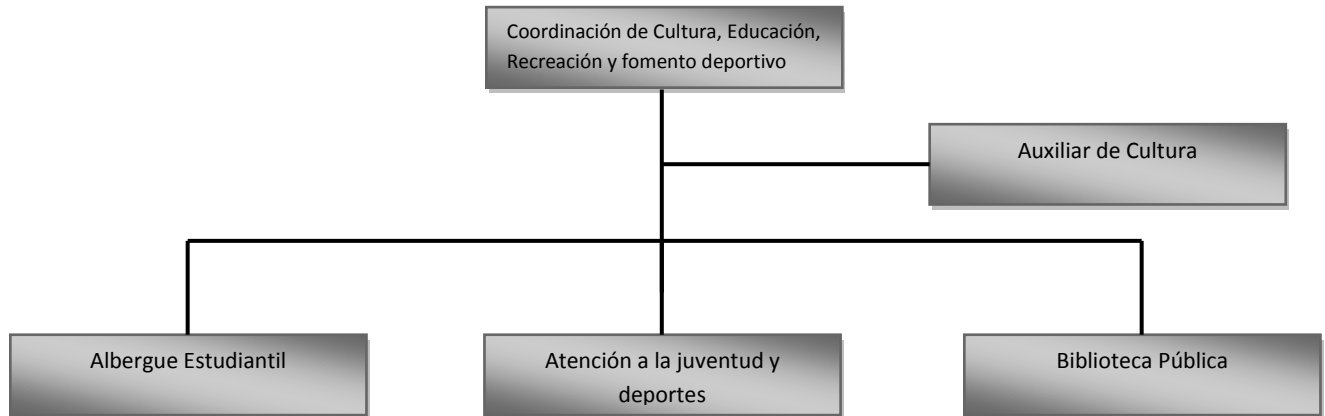 Coordinación de Cultura, Educación,
Recreación y fomento deportivo
Auxiliar de Cultura
Albergue Estudiantil
Atención a la juventud y
deportes
Biblioteca Pública